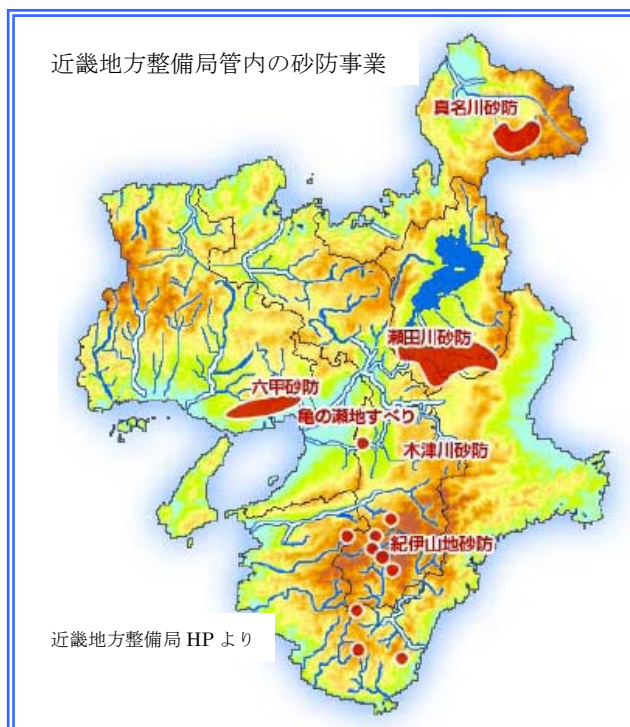 近畿地方整備局管内の砂防事業
真名川砂防
瀬田川砂防
六甲砂防
亀の瀬地すべり
木津川砂防
紀伊山地砂防
近畿地方整備局 HP より